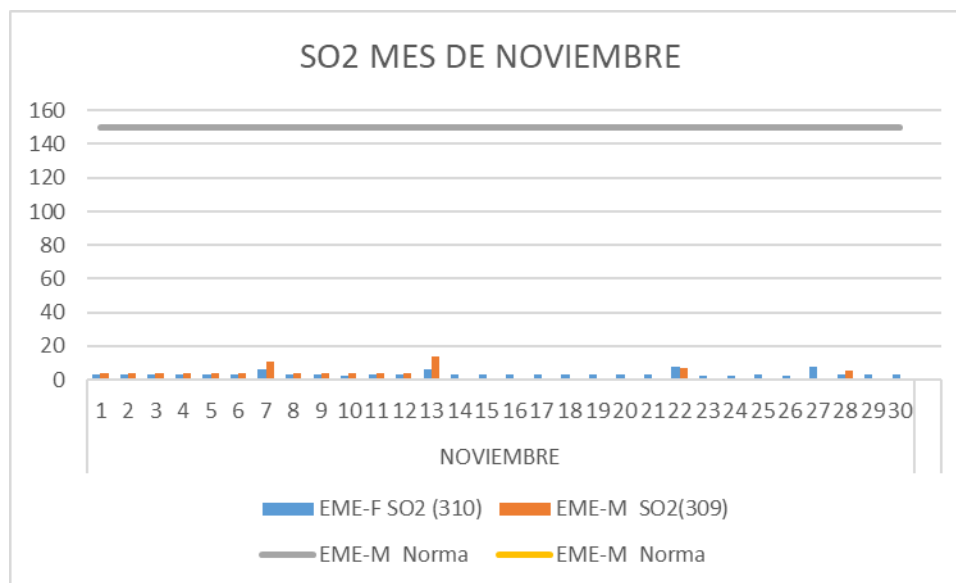 SO2 MES DE NOVIEMBRE
160
140
120
100
80
60
40
20
0
1 2 3 4 5 6 7 8 9 10 11 12 13 14 15 16 17 18 19 20 21 22 23 24 25 26 27 28 29 30
NOVIEMBRE
EME-F SO2 (310) EME-M SO2(309)
EME-M Norma EME-M Norma